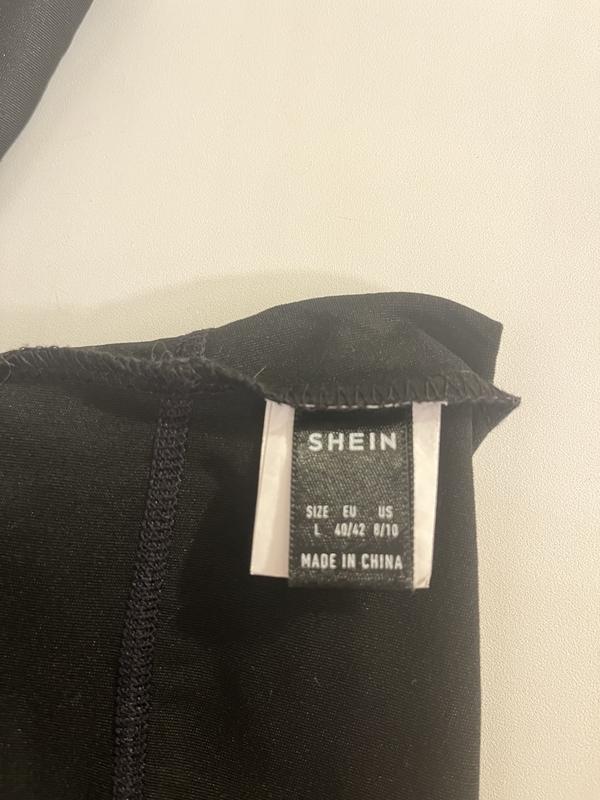 SHEIN
SIZE EU US
L 40/42 8/10
MADE IN CHINA